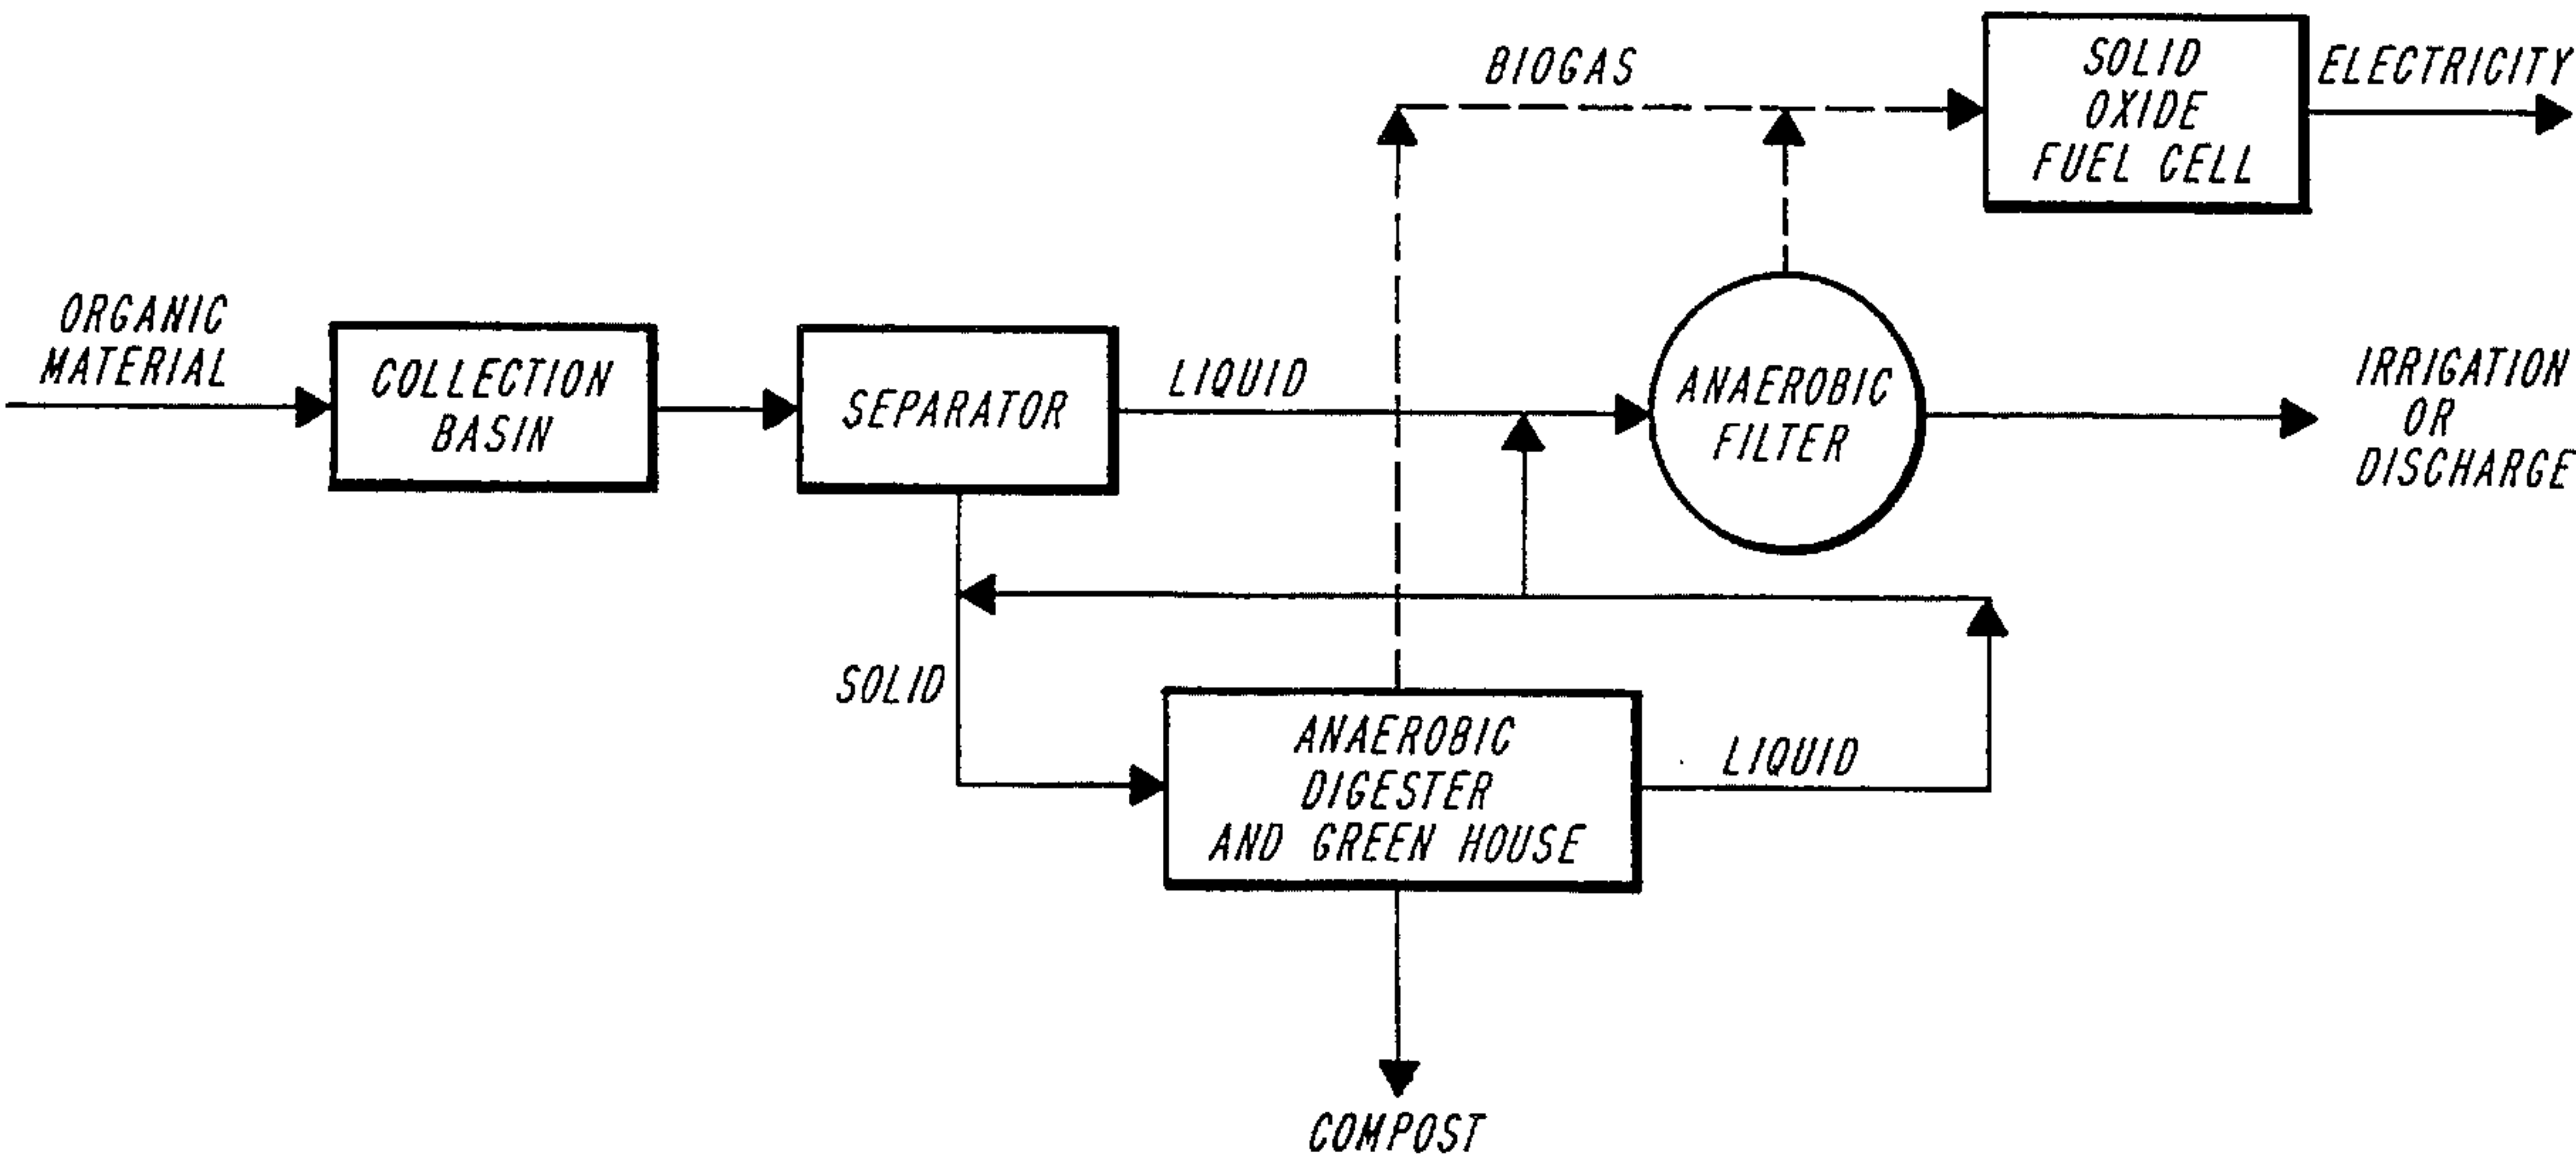 BIOGAS
SOLID
OXIDE
FUEL CELL
ELECTRICITY
ORGANIC
MATERIAL
COLLECTION
BASIN
SEPARATOR
LIQUID
ANAEROBIC
FILTER
IRRIGATION
OR
DISCHARGE
SOLID
ANAEROBIC
DIGESTER
AND GREEN HOUSE
LIQUID
COMPOST